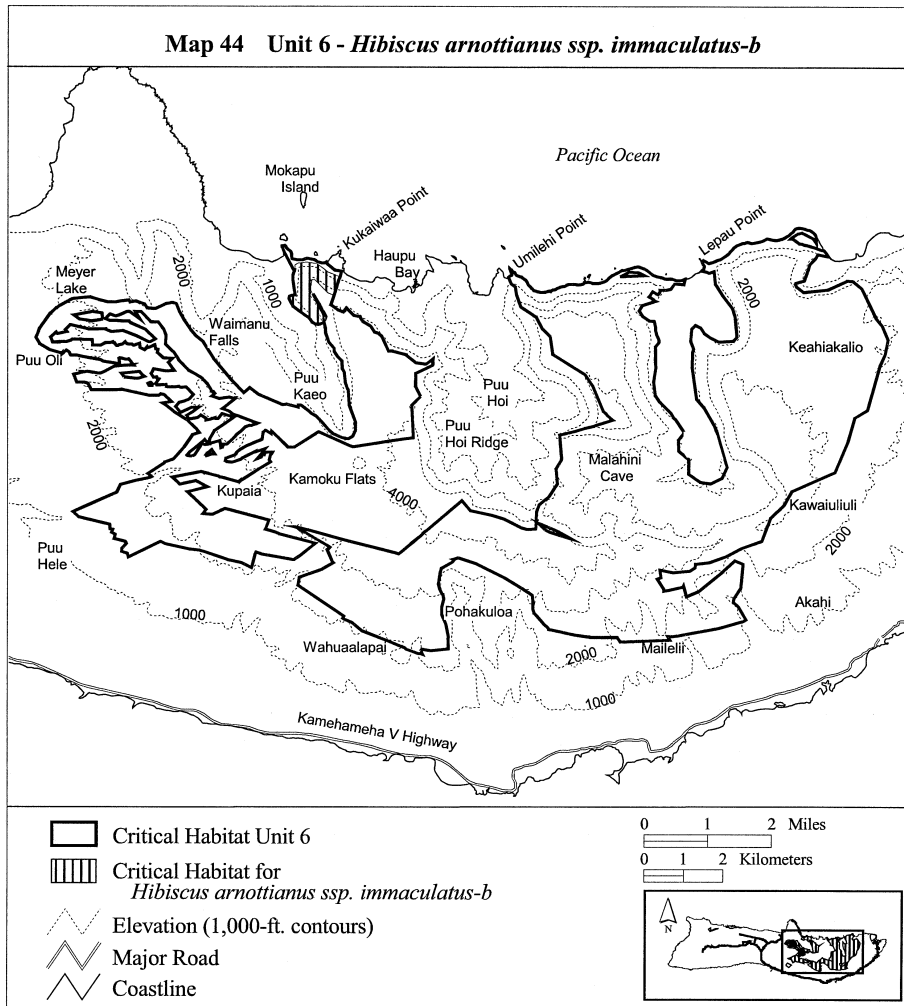 Map 44 Unit 6 - Hibiscus arnottianus ssp. immaculatus-b
Pacific Ocean
Mokapu
Island
Kukaiwaa Point
Haupu
Bay
Umilehi Point
Lepau Point
Meyer
Lake
2000
1000
2000
Waimanu
Falls
Keahiakalio
Puu Oli
Puu
Kaeo
Puu
Hoi
Puu
Hoi Ridge
2000
Malahini
Cave
Kamoku Flats
Kupaia
4000
Kawaiuliuli
2000
Puu
Hele
1000
Pohakuloa
Akahi
Wahuaalapai
2000
Mailelii
1000
Kamehameha V Highway
Critical Habitat Unit 6
Critical Habitat for
Hibiscus arnottianus ssp. immaculatus-b
Elevation (1,000-ft. contours)
Major Road
Coastline
0 1 2 Miles
0 1 2 Kilometers
N